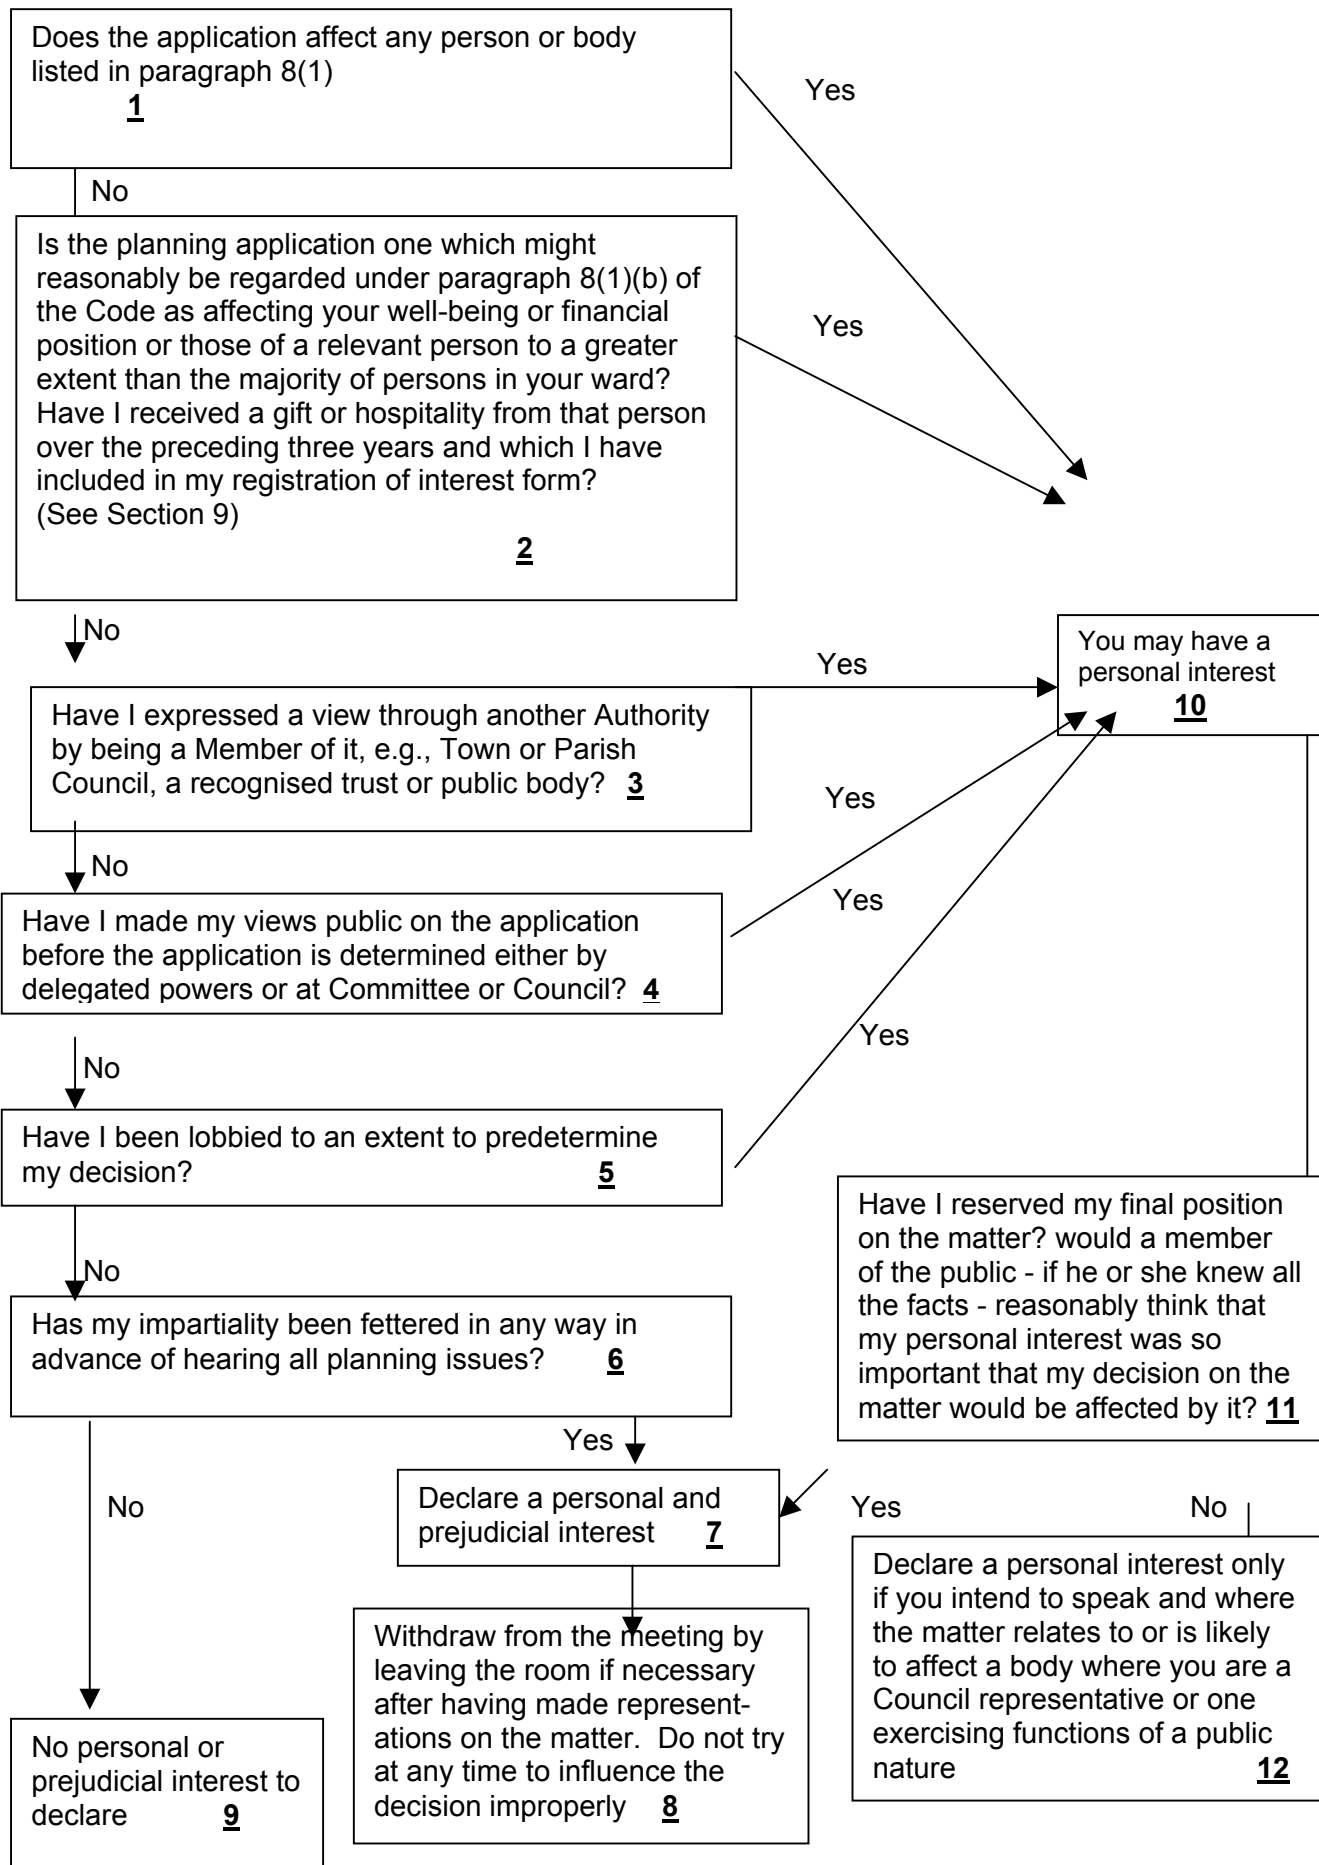 Does the application affect any person or body
listed in paragraph 8(1)
1
Yes
No
Is the planning application one which might
reasonably be regarded under paragraph 8(1)(b) of
the Code as affecting your well-being or financial
position or those of a relevant person to a greater
extent than the majority of persons in your ward?
Have I received a gift or hospitality from that person
over the preceding three years and which I have
included in my registration of interest form?
(See Section 9)
2
Yes
No
You may have a
personal interest
10
Yes
Have I expressed a view through another Authority
by being a Member of it, e.g., Town or Parish
Council, a recognised trust or public body? 3
Yes
No
Have I made my views public on the application
before the application is determined either by
delegated powers or at Committee or Council? 4
Yes
Yes
No
Have I been lobbied to an extent to predetermine
my decision? 5
No
Have I reserved my final position
on the matter? would a member
of the public - if he or she knew all
the facts - reasonably think that
my personal interest was so
important that my decision on the
matter would be affected by it? 11
Has my impartiality been fettered in any way in
advance of hearing all planning issues? 6
Yes
No
Declare a personal and
prejudicial interest 7
Yes
No
Withdraw from the meeting by
leaving the room if necessary
after having made represent-
ations on the matter. Do not try
at any time to influence the
decision improperly 8
Declare a personal interest only
if you intend to speak and where
the matter relates to or is likely
to affect a body where you are a
Council representative or one
exercising functions of a public
nature 12
No personal or
prejudicial interest to
declare 9